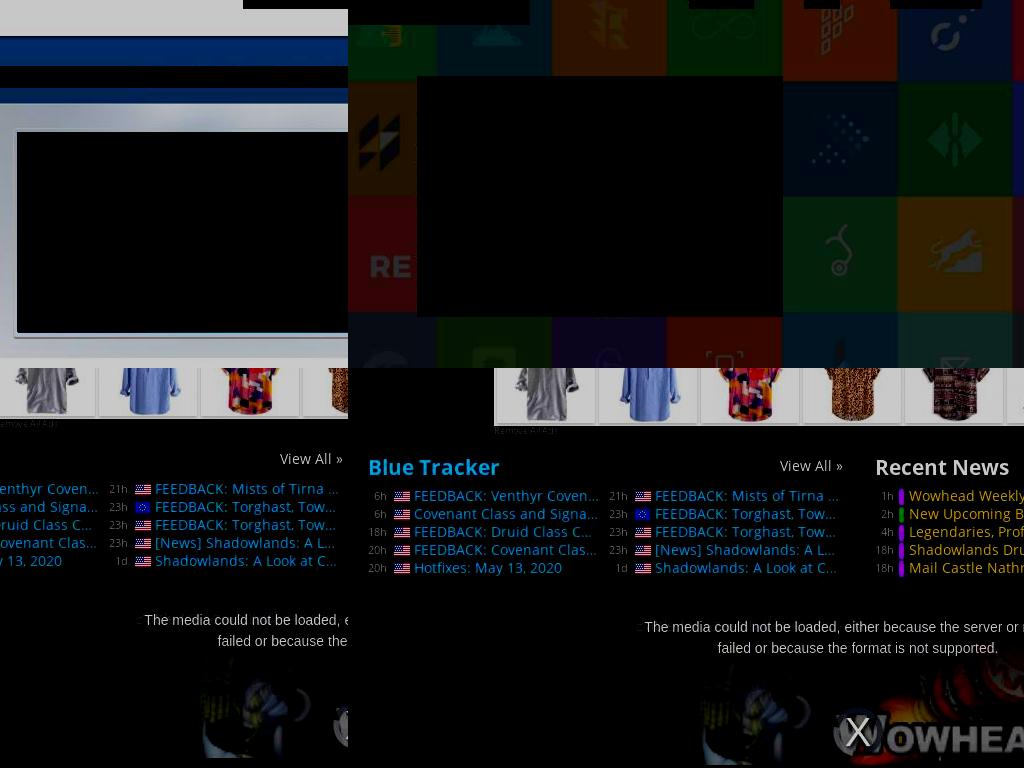 RE
Remove All Ads
View All »
enthyr Coven... 21h FEEDBACK: Mists of Tirna ...
ass and Signa... 23h FEEDBACK: Torghast, Tow...
ruid Class C... 23h FEEDBACK: Torghast, Tow...
ovenant Clas... 23h [News] Shadowlands: A L...
y 13, 2020 1d Shadowlands: A Look at C...
The media could not be loaded, e
failed or because the
Blue Tracker View All »
6h FEEDBACK: Venthyr Coven... 21h FEEDBACK: Mists of Tirna ...
6h Covenant Class and Signa... 23h FEEDBACK: Torghast, Tow...
18h FEEDBACK: Druid Class C... 23h FEEDBACK: Torghast, Tow...
20h FEEDBACK: Covenant Clas... 23h [News] Shadowlands: A L...
20h Hotfixes: May 13, 2020 1d Shadowlands: A Look at C...
Recent News
1h Wowhead Weekly
2h New Upcoming B
4h Legendaries, Prof
18h Shadowlands Dru
18h Mail Castle Nathr
The media could not be loaded, either because the server or
failed or because the format is not supported.
X
WOWHEA